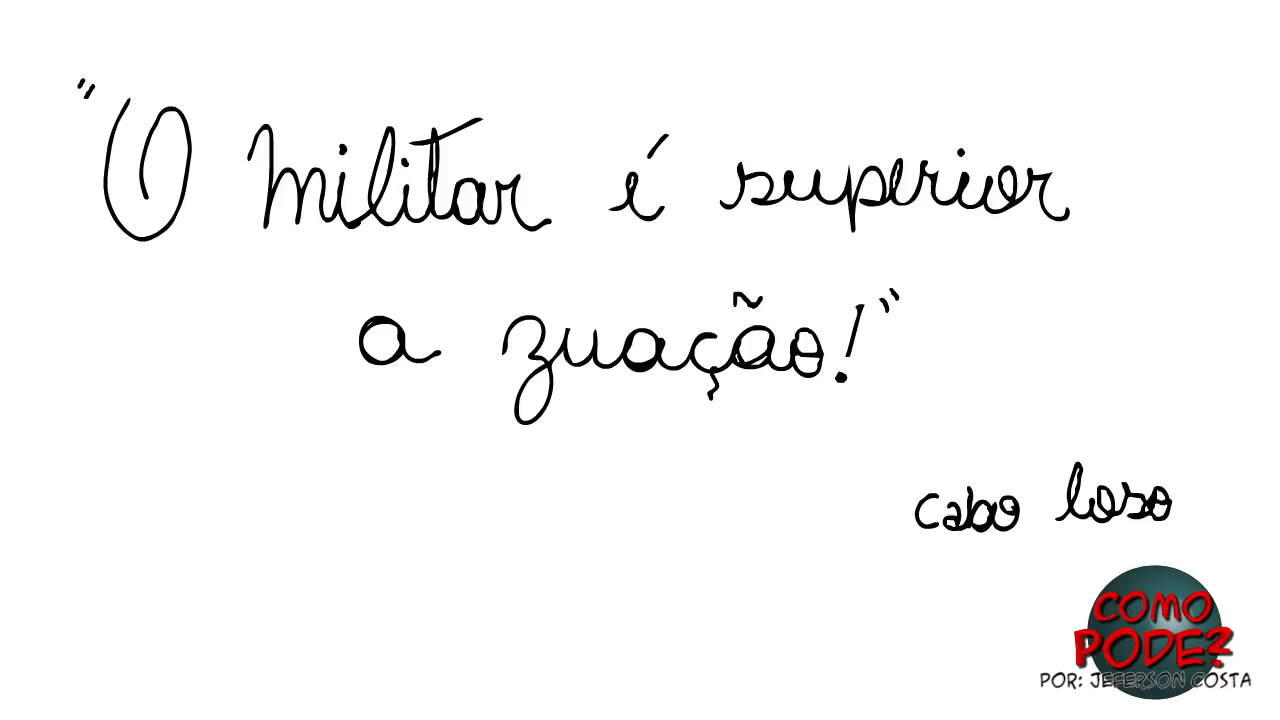 "O militar é superior
a zuação!"
cabo loso
COMO
PODE?
POR: JEFERSON COSTA